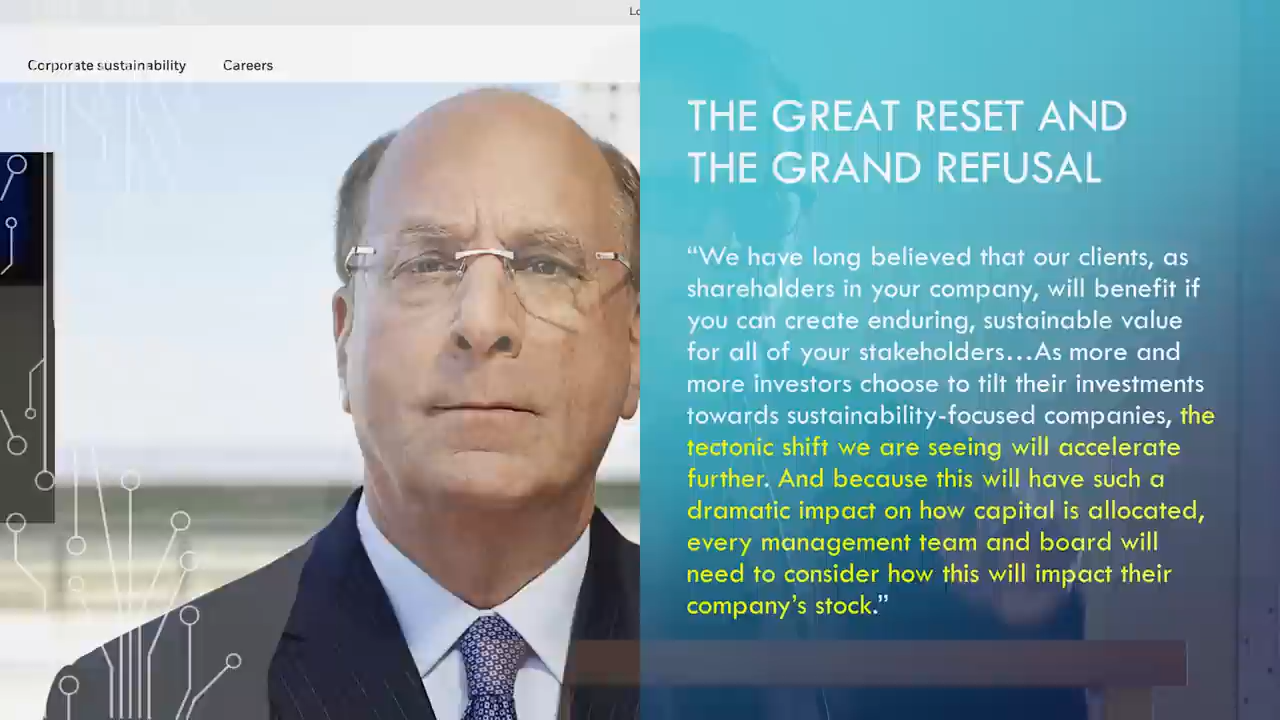 Corporate sustainability Careers
THE GREAT RESET AND
THE GRAND REFUSAL
“We have long believed that our clients, as
shareholders in your company, will benefit if
you can create enduring, sustainable value
for all of your stakeholders…As more and
more investors choose to tilt their investments
towards sustainability-focused companies, the
tectonic shift we are seeing will accelerate
further. And because this will have such a
dramatic impact on how capital is allocated,
every management team and board will
need to consider how this will impact their
company’s stock.”